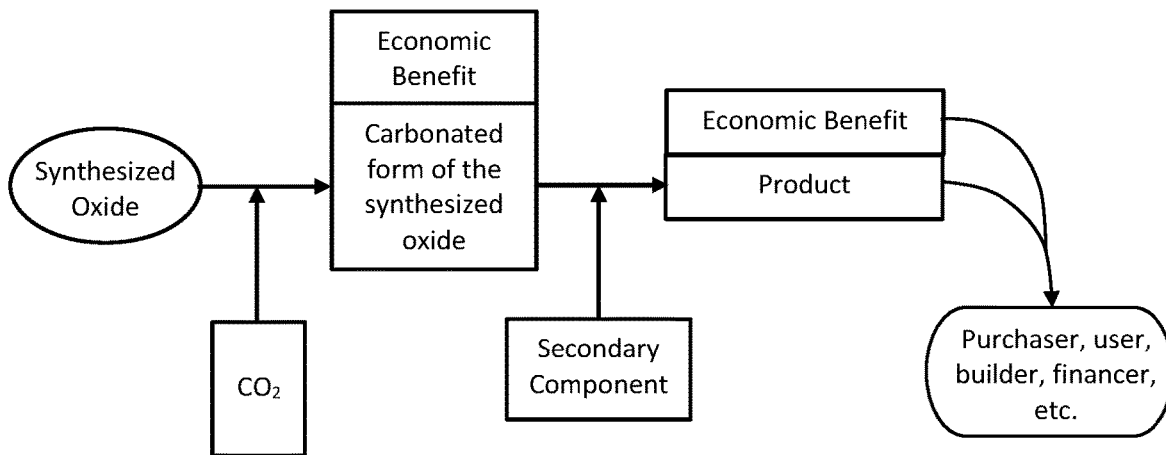 Synthesized
Oxide
CO₂
Economic
Benefit
Carbonated
form of the
synthesized
oxide
Secondary
Component
Economic Benefit
Product
Purchaser, user,
builder, financer,
etc.